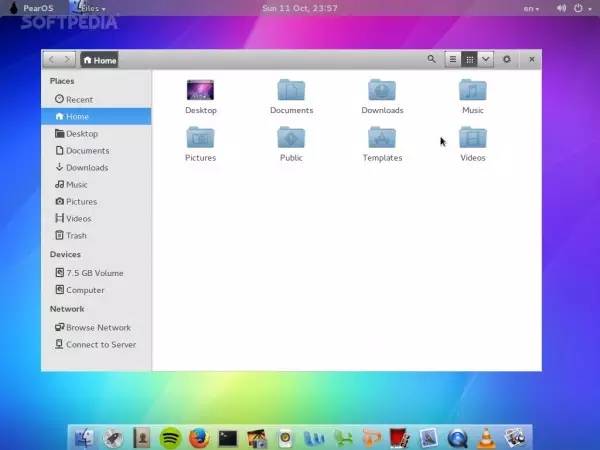 PearOS
Files
Sun 11 Oct, 23:57
en
SOFTPEDIA
Home
Places
Recent
Home
Desktop
Documents
Downloads
Music
Pictures
Videos
Trash
Devices
7.5 GB Volume
Computer
Network
Browse Network
Connect to Server
Desktop
Documents
Downloads
Music
Pictures
Public
Templates
Videos